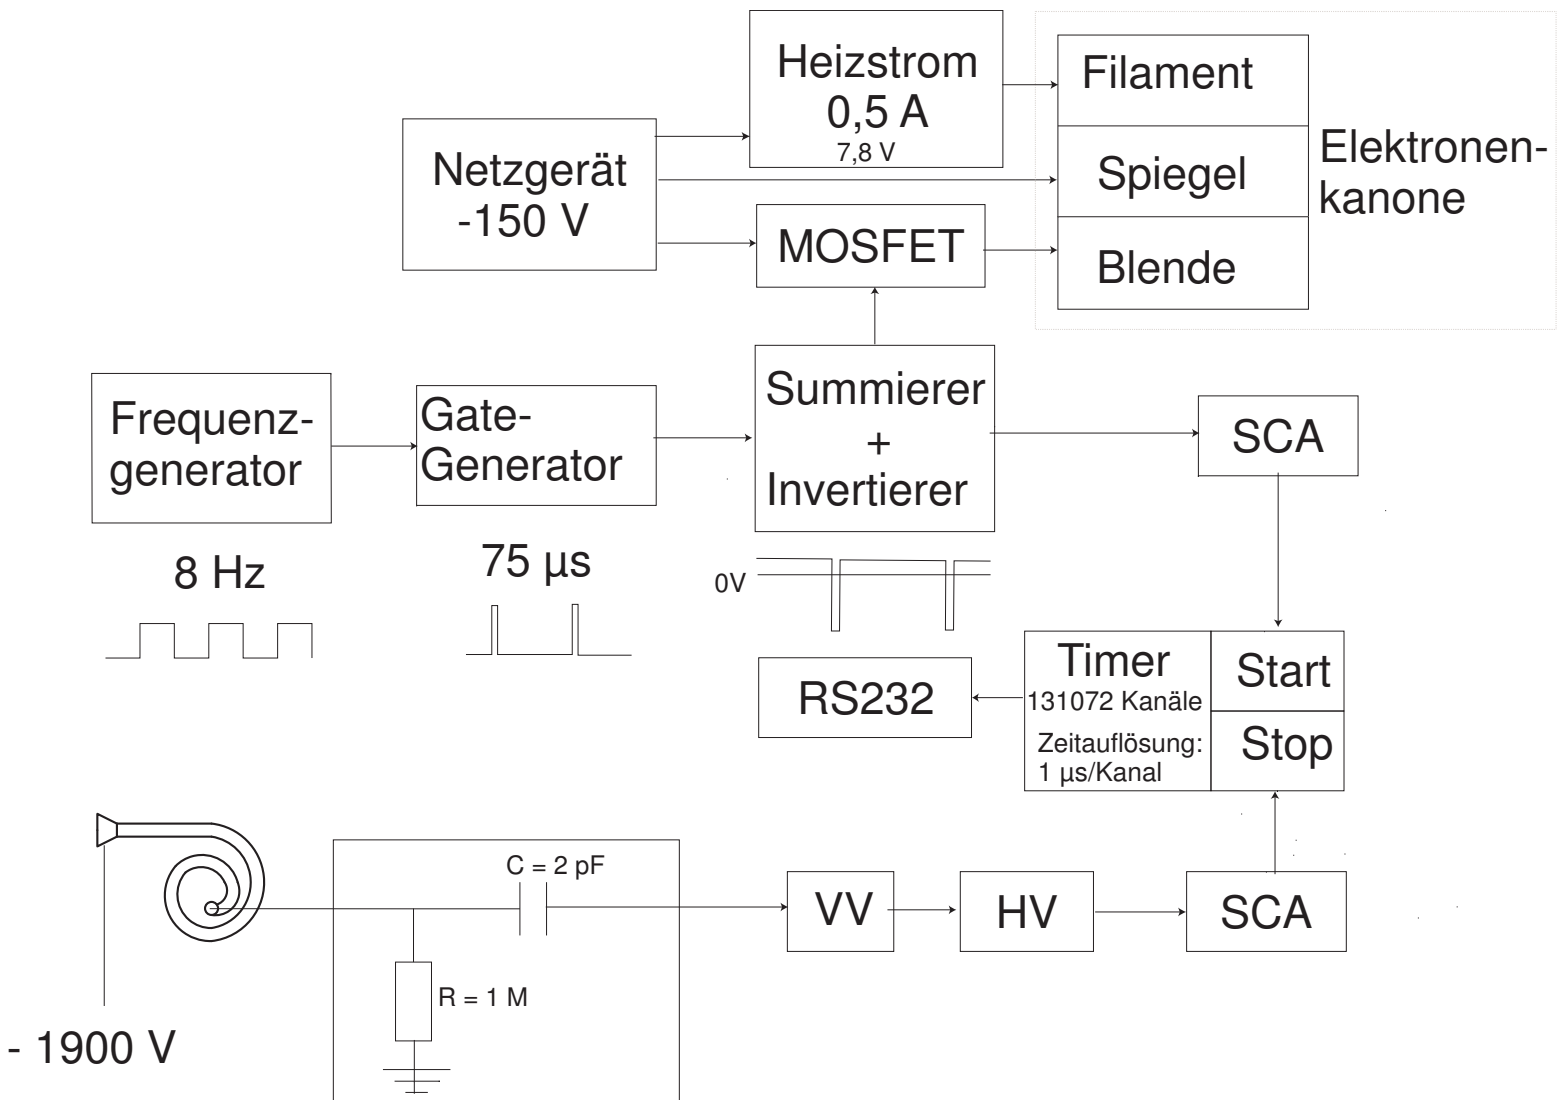 Heizstrom
0,5 A
7,8 V
Filament
Spiegel
Blende
Elektronen-
kanone
Netzgerät
-150 V
MOSFET
Frequenz-
generator
8 Hz
Gate-
Generator
75 µs
Summierer
+
Invertierer
0V
SCA
Timer
131072 Kanäle
Zeitauflösung:
1 µs/Kanal
Start
Stop
RS232
C = 2 pF
R = 1 M
- 1900 V
VV
HV
SCA